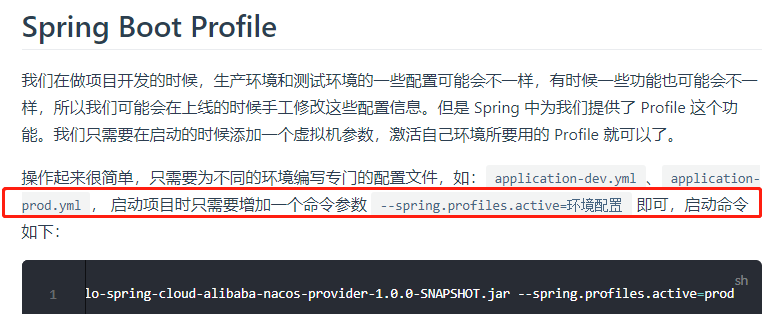 Spring Boot Profile
我们在做项目开发的时候，生产环境和测试环境的一些配置可能会不一样，有时候一些功能也可能会不一
样，所以我们可能会在上线的时候手工修改这些配置信息。但是 Spring 中为我们提供了 Profile 这个功
能。我们只需要在启动的时候添加一个虚拟机参数，激活自己环境所要用的 Profile 就可以了。
操作起来很简单，只需要为不同的环境编写专门的配置文件，如： application-dev.yml 、 application-
prod.yml ， 启动项目时只需要增加一个命令参数 --spring.profiles.active=环境配置 即可，启动命令
如下：
sh
1 lo-spring-cloud-alibaba-nacos-provider-1.0.0-SNAPSHOT.jar --spring.profiles.active=prod